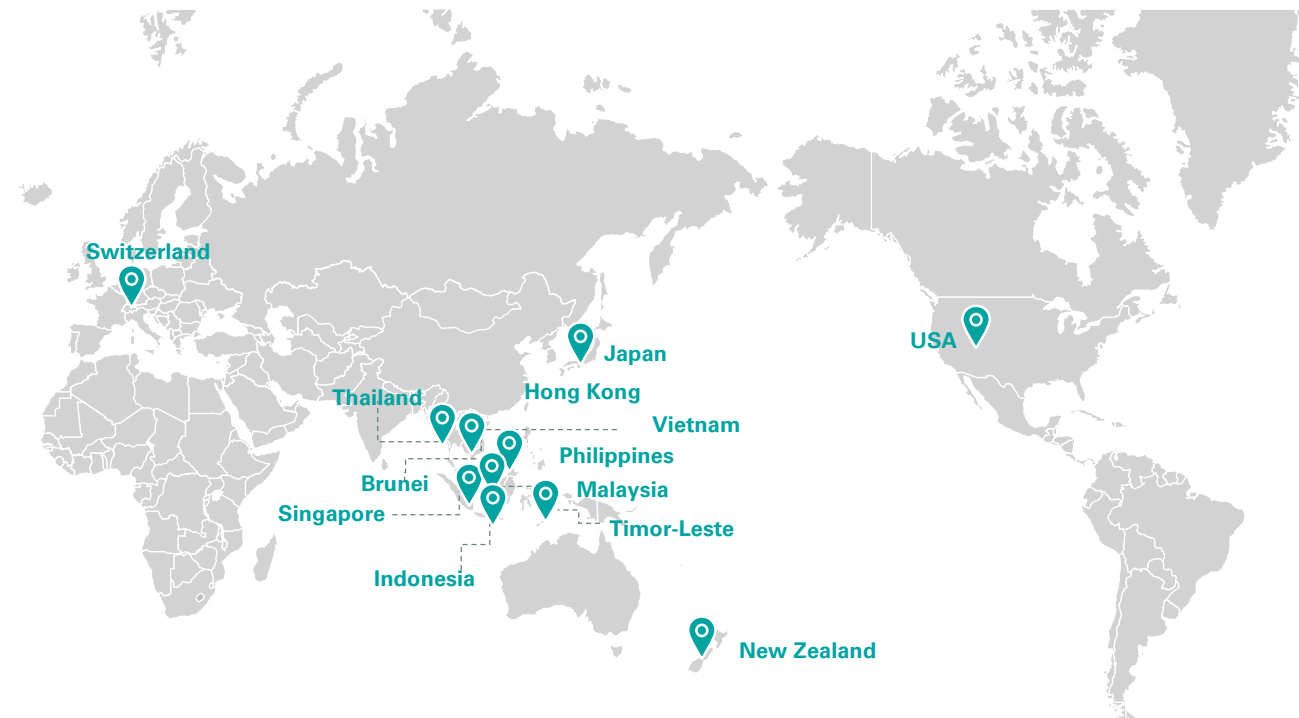 Switzerland
USA
Japan
Hong Kong
Thailand
Vietnam
Philippines
Brunei
Malaysia
Singapore
Timor-Leste
Indonesia
New Zealand